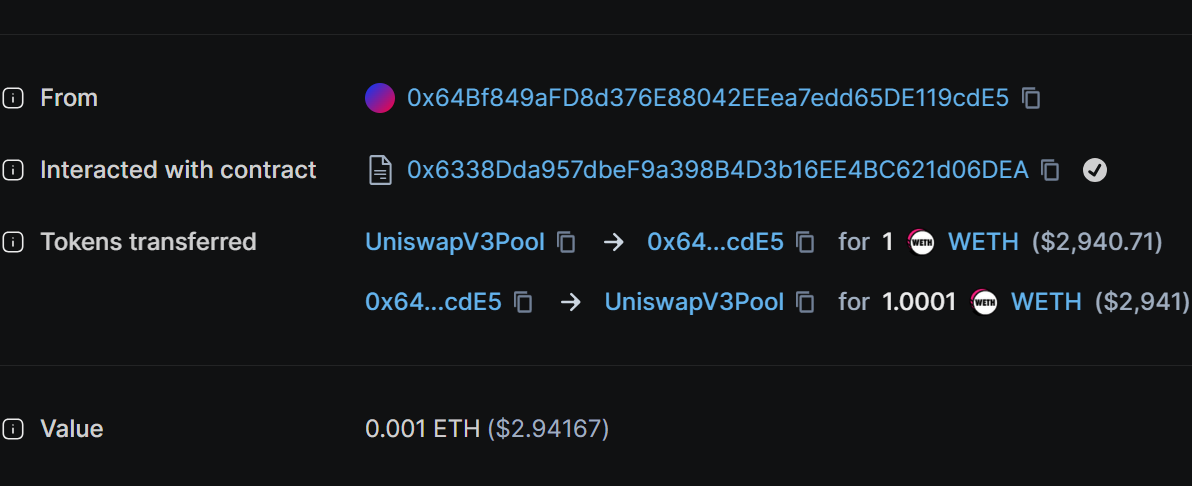 From 0x64Bf849aFD8d376E88042EEea7edd65DE119cdE5
Interacted with contract 0x6338Dda957dbeF9a398B4D3b16EE4BC621d06DEA
Tokens transferred UniswapV3Pool → 0x64...cdE5 for 1 WETH WETH ($2,940.71)
0x64...cdE5 → UniswapV3Pool for 1.0001 WETH WETH ($2,941)
Value 0.001 ETH ($2.94167)